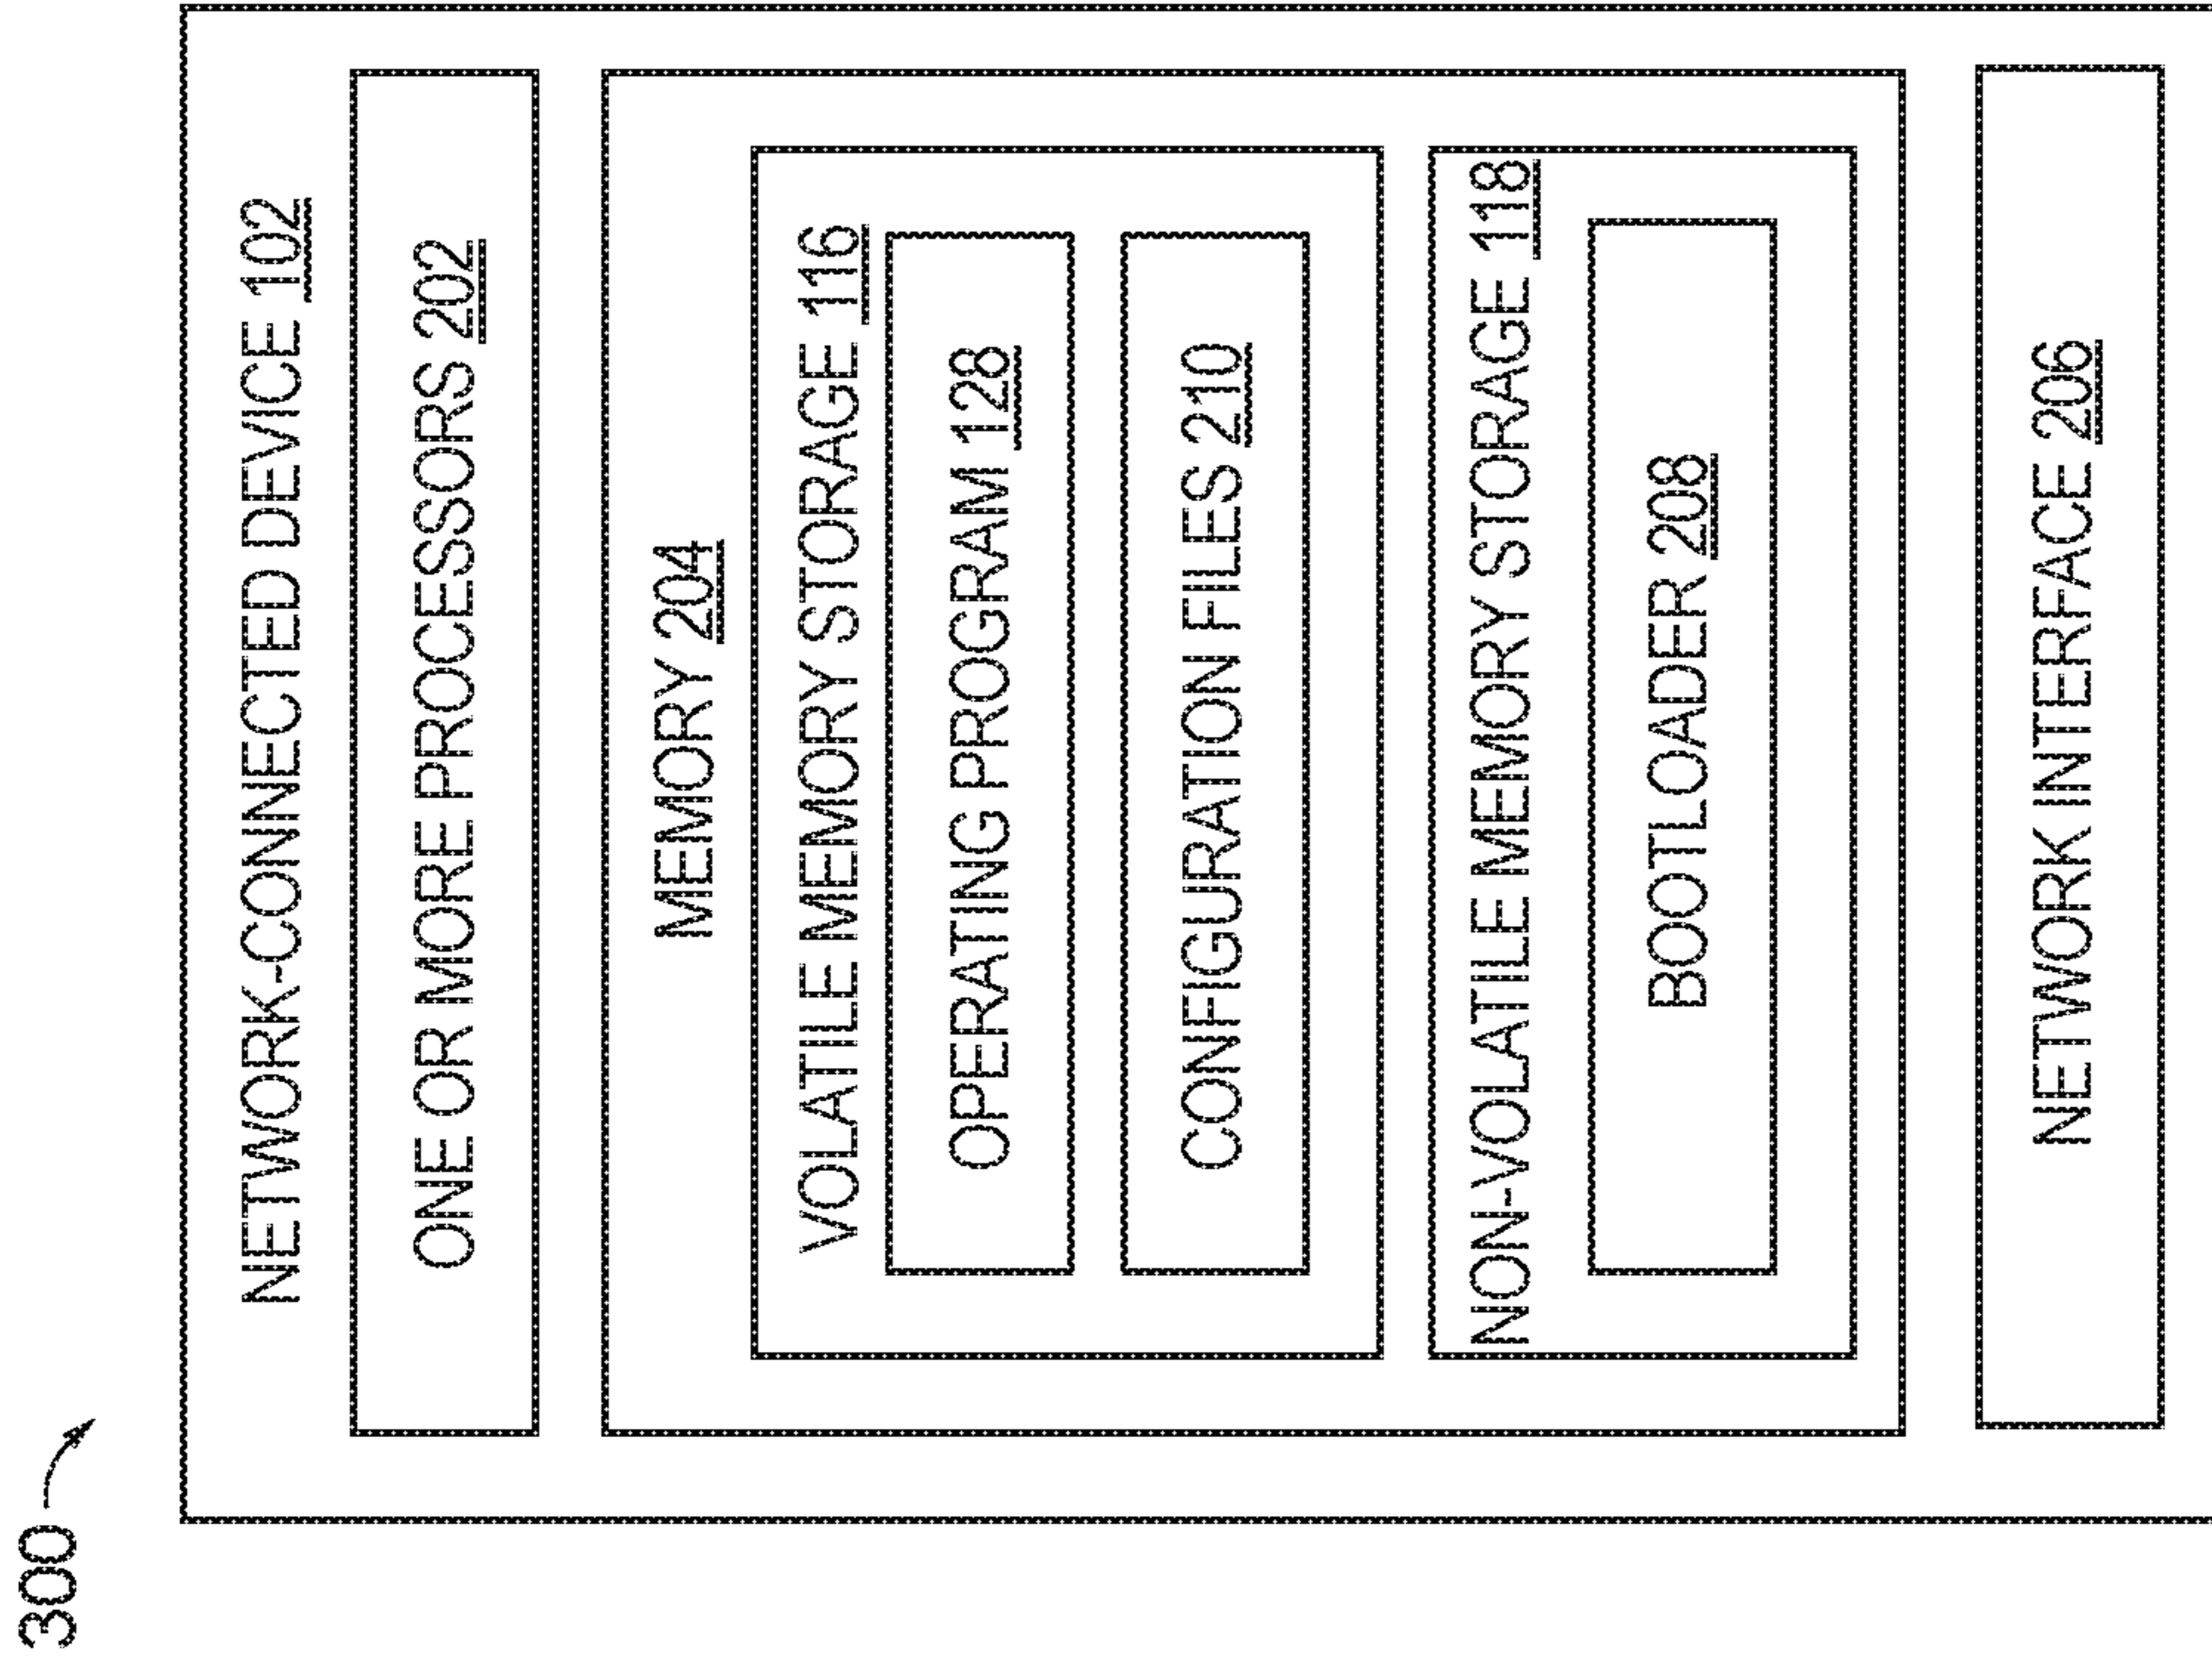 300
NETWORK-CONNECTED DEVICE 102
ONE OR MORE PROCESSORS 202
MEMORY 204
VOLATILE MEMORY STORAGE 116
OPERATING PROGRAM 128
CONFIGURATION FILES 210
NON-VOLATILE MEMORY STORAGE 118
BOOTLOADER 208
NETWORK INTERFACE 206